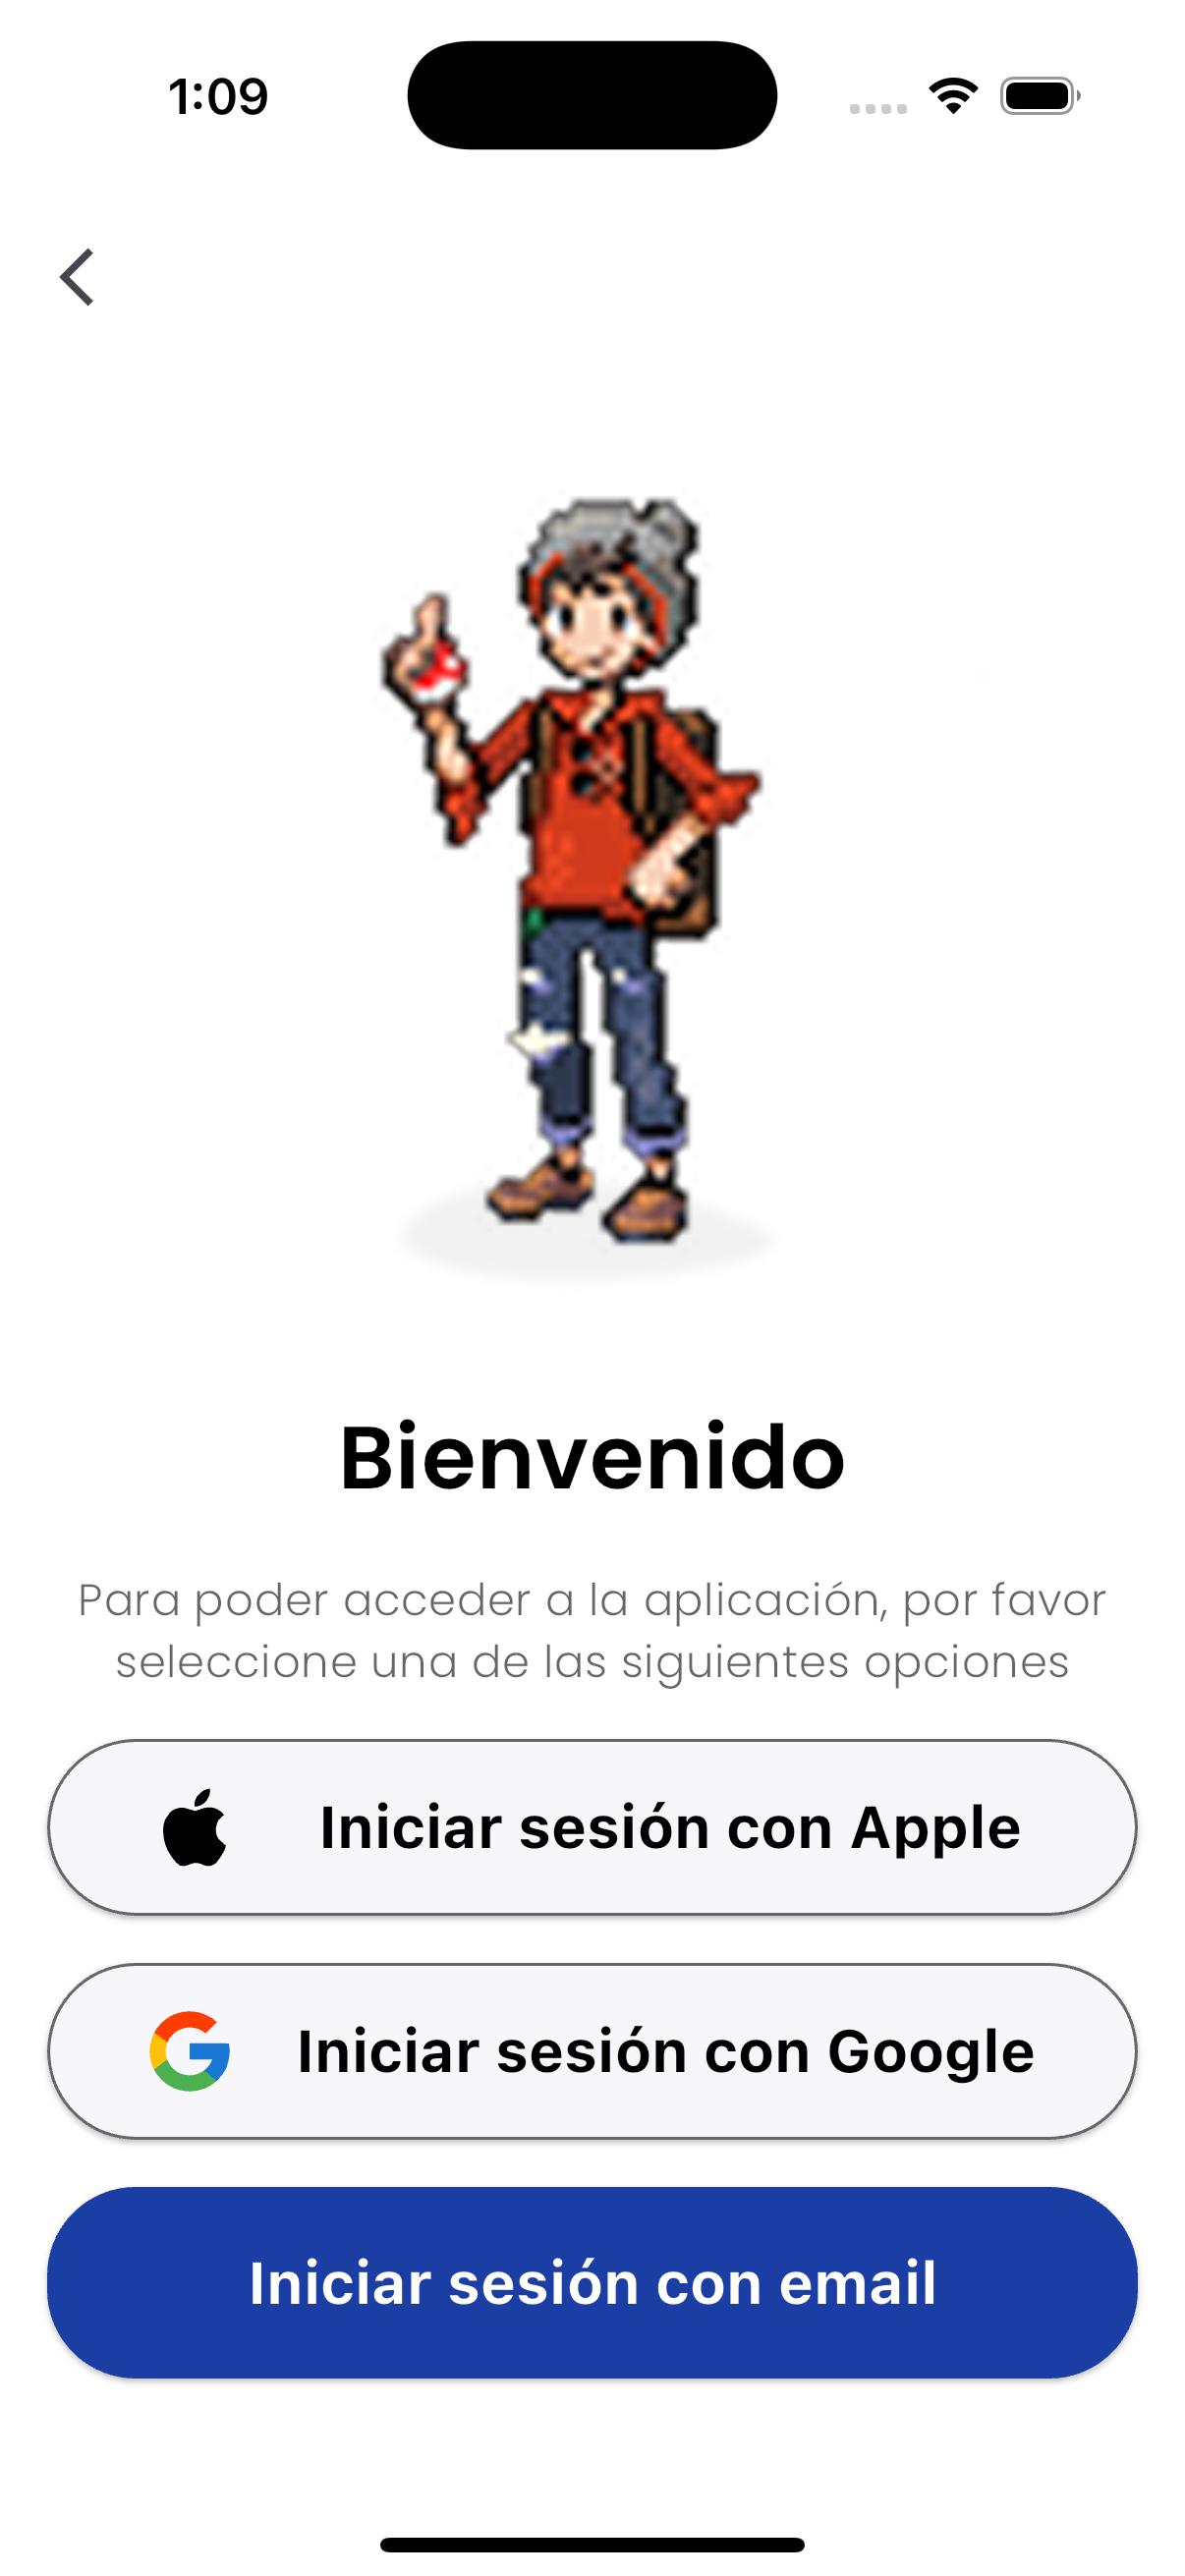 1:09
Bienvenido
Para poder acceder a la aplicación, por favor
seleccione una de las siguientes opciones
Iniciar sesión con Apple
Iniciar sesión con Google
Iniciar sesión con email